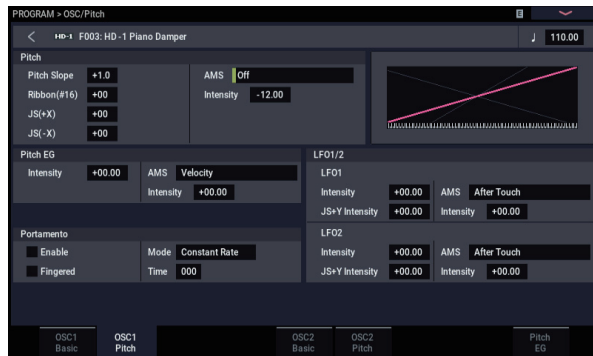 PROGRAM > OSC/Pitch
E
< HD-1 F003: HD -1 Piano Damper
♩ 110.00
Pitch
Pitch Slope +1.0
Ribbon(#16) +00
JS(+X) +00
JS(-X) +00
AMS Off
Intensity -12.00
Pitch EG
Intensity +00.00
AMS Velocity
Intensity +00.00
Portamento
Enable
Fingered
Mode Constant Rate
Time 000
LFO1/2
LFO1
Intensity +00.00 AMS After Touch
JS+Y Intensity +00.00 Intensity +00.00
LFO2
Intensity +00.00 AMS After Touch
JS+Y Intensity +00.00 Intensity +00.00
OSC1 Basic
OSC1 Pitch
OSC2 Basic
OSC2 Pitch
Pitch EG